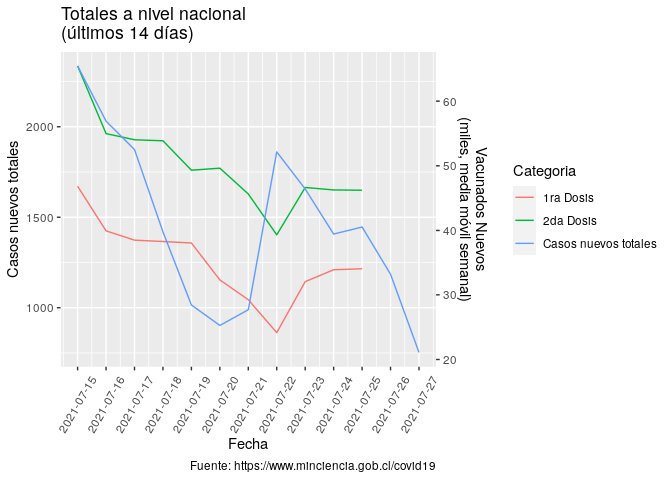 Totales a nivel nacional
(últimos 14 días)
Casos nuevos totales
2000
1500
1000
60
50
40
30
20
Vacunados Nuevos
(miles, media móvil semanal)
2021-07-15
2021-07-16
2021-07-17
2021-07-18
2021-07-19
2021-07-20
2021-07-21
2021-07-22
2021-07-23
2021-07-24
2021-07-25
2021-07-26
2021-07-27
Fecha
Fuente: https://www.minciencia.gob.cl/covid19
Categoria
1ra Dosis
2da Dosis
Casos nuevos totales